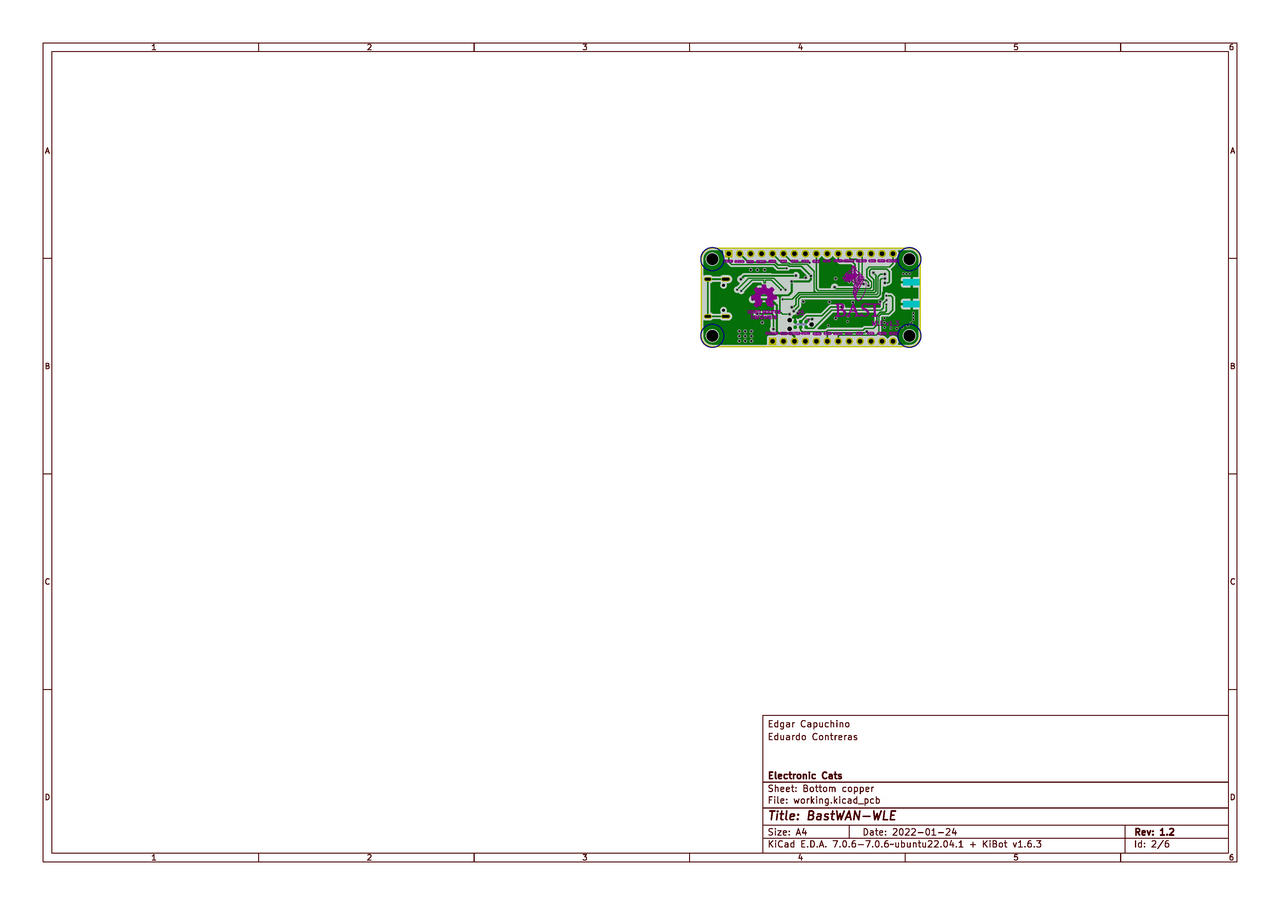 1 2 3 4 5 6
A A
B B
C C
D D
BAST
Edgar Capuchino
Eduardo Contreras
Electronic Cats
Sheet: Bottom copper
File: working.kicad_pcb
Title: BastWAN-WLE
Size: A4 Date: 2022-01-24 Rev: 1.2
KiCad E.D.A. 7.0.6-7.0.6~ubuntu22.04.1 + KiBot v1.6.3 Id: 2/6
1 2 3 4 5 6